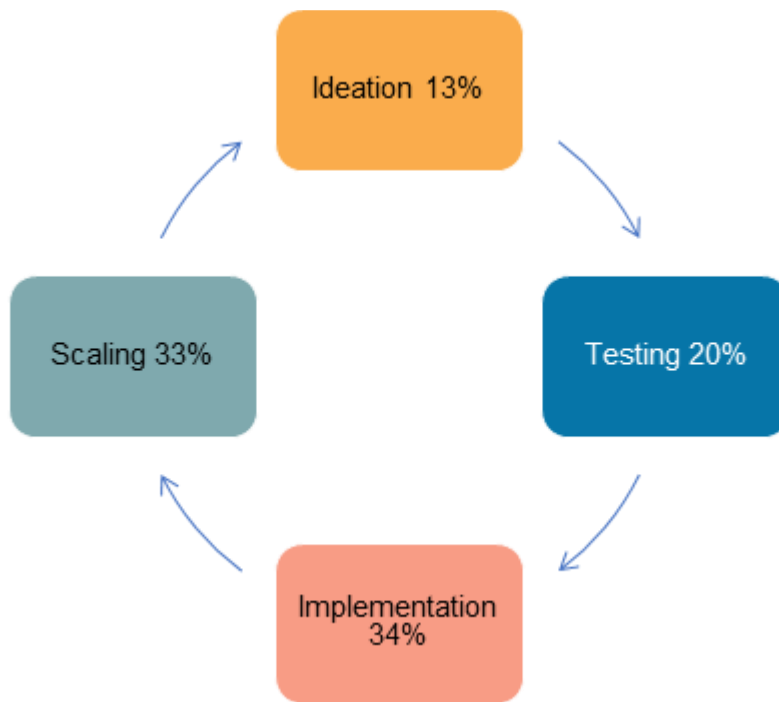 Ideation 13%
Testing 20%
Implementation
34%
Scaling 33%